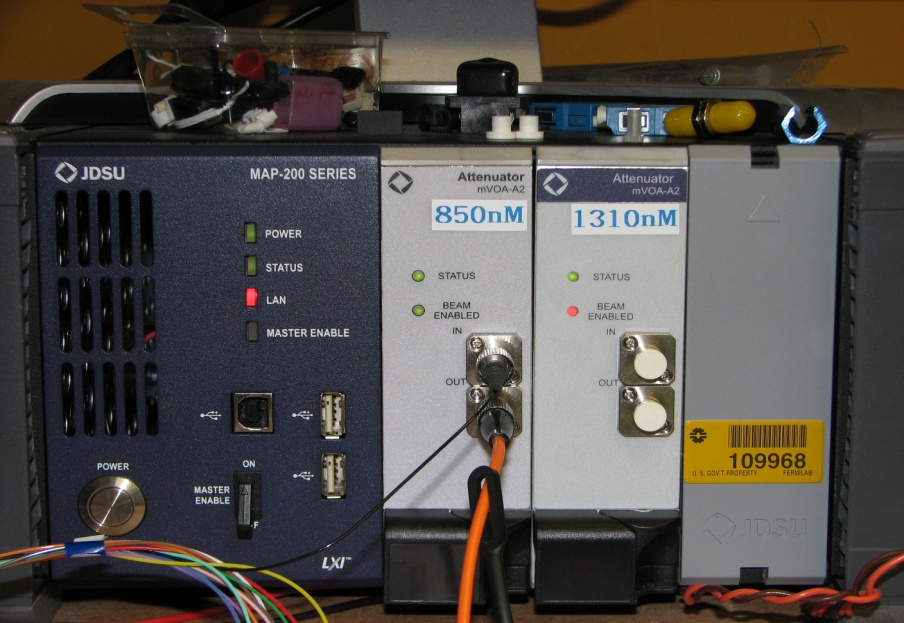 JDSU
MAP-200 SERIES
POWER
STATUS
LAN
MASTER ENABLE
POWER
ON
MASTER
ENABLE
F
LXI™
Attenuator
mVOA-A2
850nM
STATUS
BEAM
ENABLED
IN
OUT
Attenuator
mVOA-A2
1310nM
STATUS
BEAM
ENABLED
IN
OUT
109968
U. S. GOV'T PROPERTY FERMILAB
JDSU